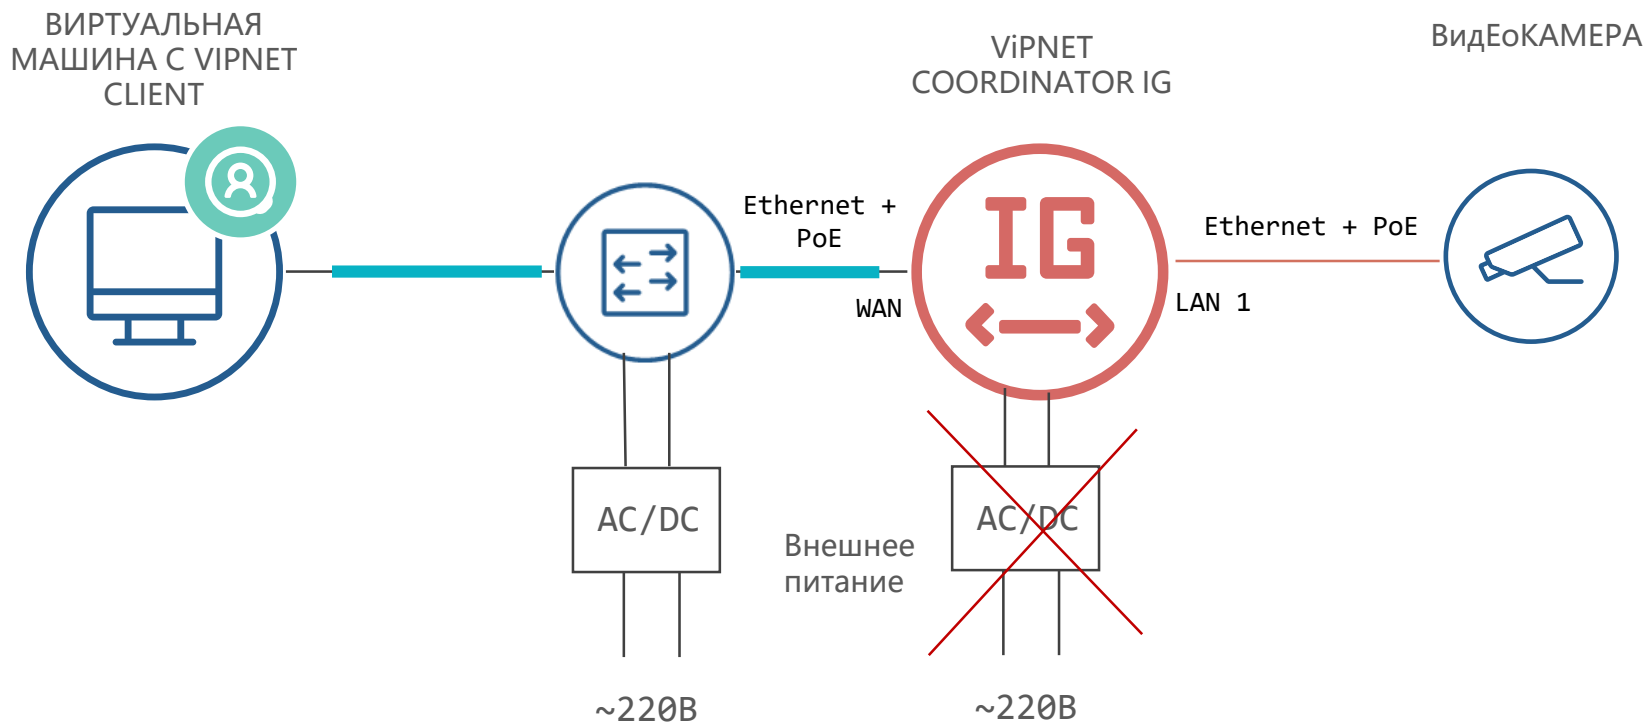 ВИРТУАЛЬНАЯ
МАШИНА С VIPNET
CLIENT
ViPNET
COORDINATOR IG
ВидЕоКАМЕРА
Ethernet +
PoE
IG
Ethernet + PoE
WAN
LAN 1
AC/DC
AC/DC
Внешнее
питание
~220В
~220В